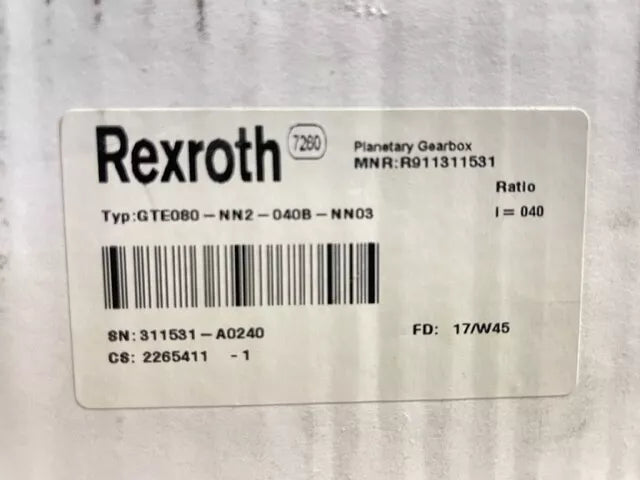 Rexroth 7260
Planetary Gearbox
MNR:R911311531
Ratio
Typ:GTE080-NN2-040B-NN03
I = 040
SN: 311531-A0240
FD: 17/W45
CS: 2265411 -1